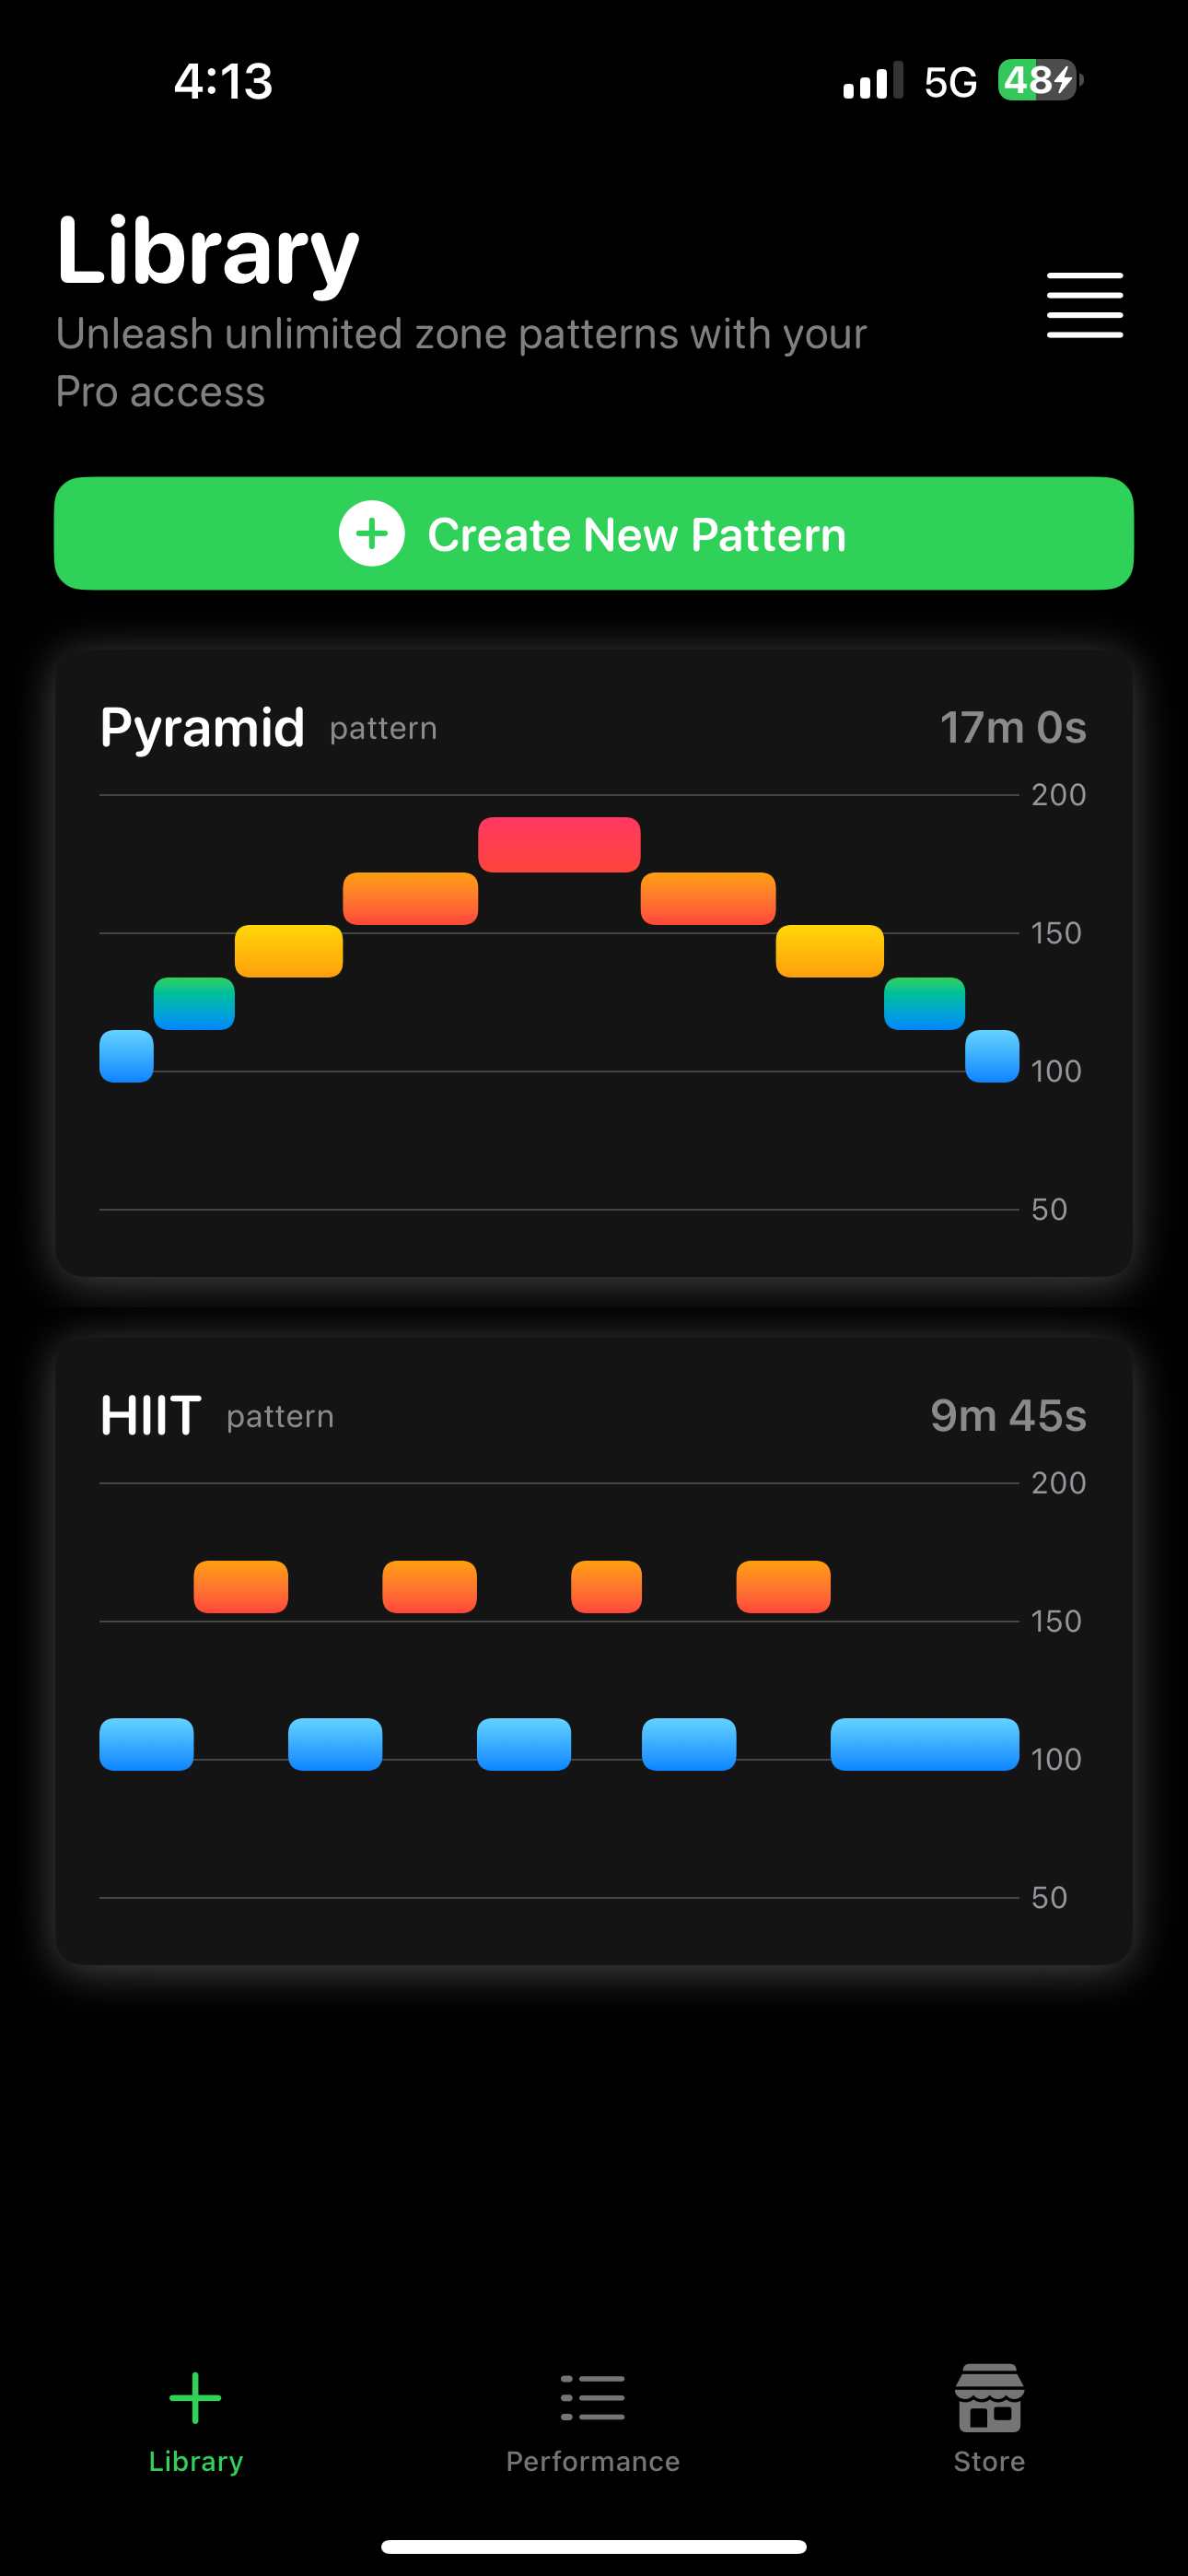 4:13
5G
48
Library
Unleash unlimited zone patterns with your
Pro access
Create New Pattern
Pyramid pattern
17m 0s
200
150
100
50
HIIT pattern
9m 45s
200
150
100
50
Library
Performance
Store